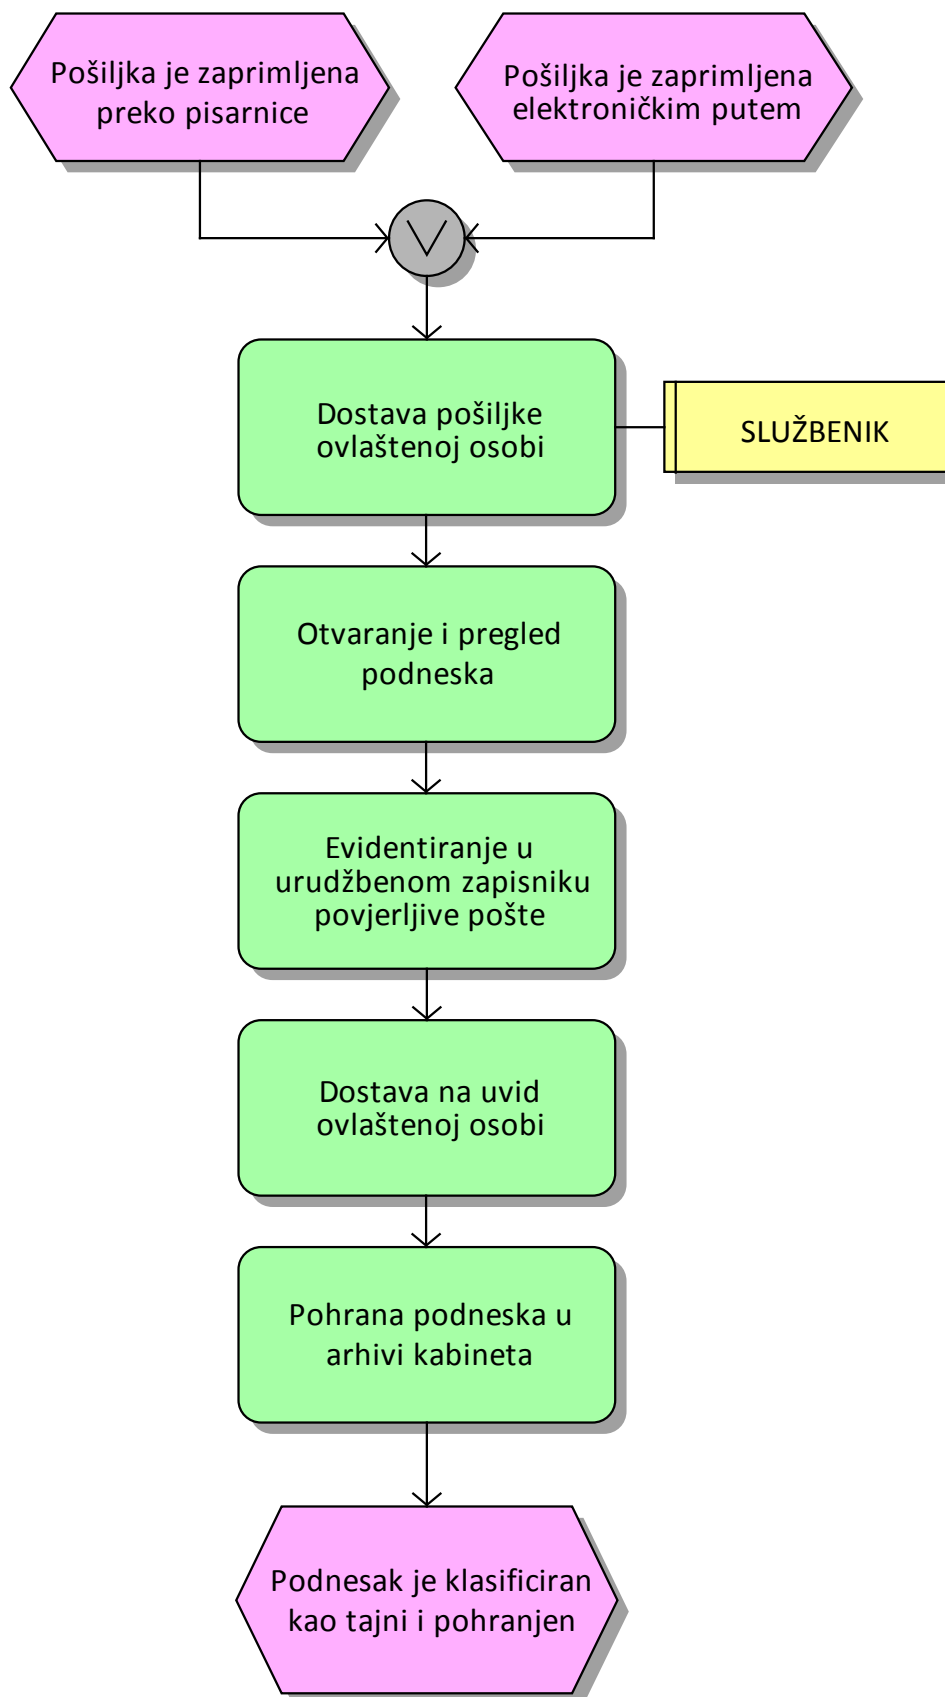 Pošiljka je zaprimljena
preko pisarnice
Pošiljka je zaprimljena
elektroničkim putem
Dostava pošiljke
ovlaštenoj osobi
SLUŽBENIK
Otvaranje i pregled
podneska
Evidentiranje u
urudžbenom zapisniku
povjerljive pošte
Dostava na uvid
ovlaštenoj osobi
Pohrana podneska u
arhivi kabineta
Podnesak je klasificiran
kao tajni i pohranjen